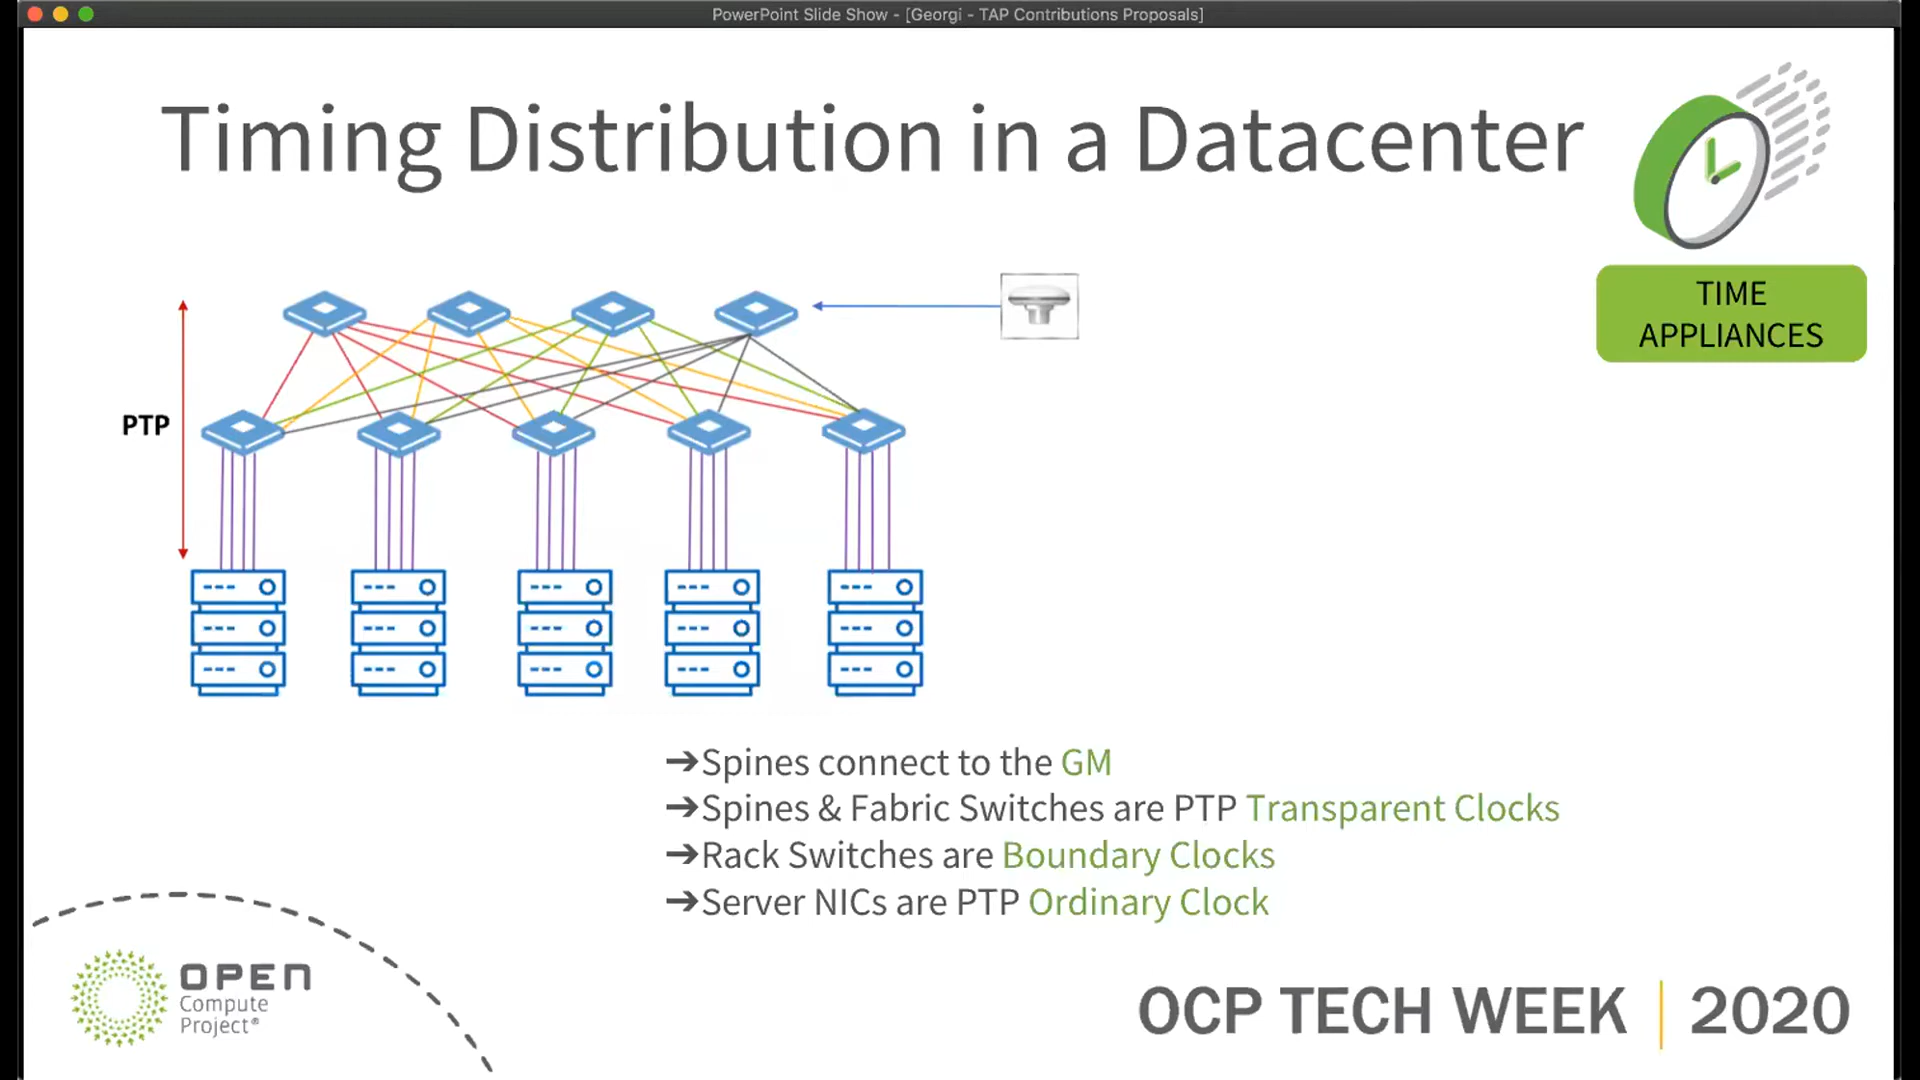 PowerPoint Slide Show - [Georgi - TAP Contributions Proposals]
Timing Distribution in a Datacenter
TIME
APPLIANCES
PTP
➔Spines connect to the GM
➔Spines & Fabric Switches are PTP Transparent Clocks
➔Rack Switches are Boundary Clocks
➔Server NICs are PTP Ordinary Clock
OPEN
Compute
Project®
OCP TECH WEEK | 2020